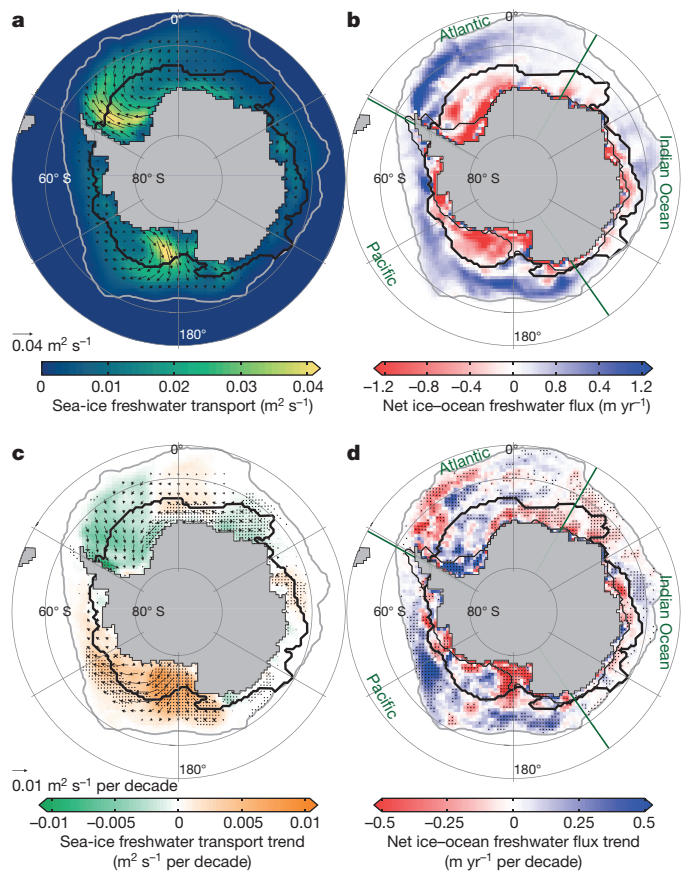 a
0°
60° S
80° S
180°
0.04 m² s⁻¹
0 0.01 0.02 0.03 0.04
Sea-ice freshwater transport (m² s⁻¹)
b
0°
Atlantic
Indian Ocean
Pacific
60° S
80° S
180°
−1.2 −0.8 −0.4 0 0.4 0.8 0.4 1.2
Net ice–ocean freshwater flux (m yr⁻¹)
c
0°
60° S
80° S
180°
0.01 m² s⁻¹ per decade
−0.01 −0.005 0 0.005 0.01
Sea-ice freshwater transport trend
(m² s⁻¹ per decade)
d
0°
Atlantic
Indian Ocean
Pacific
60° S
80° S
180°
−0.5 −0.25 0 0.25 0.5
Net ice–ocean freshwater flux trend
(m yr⁻¹ per decade)